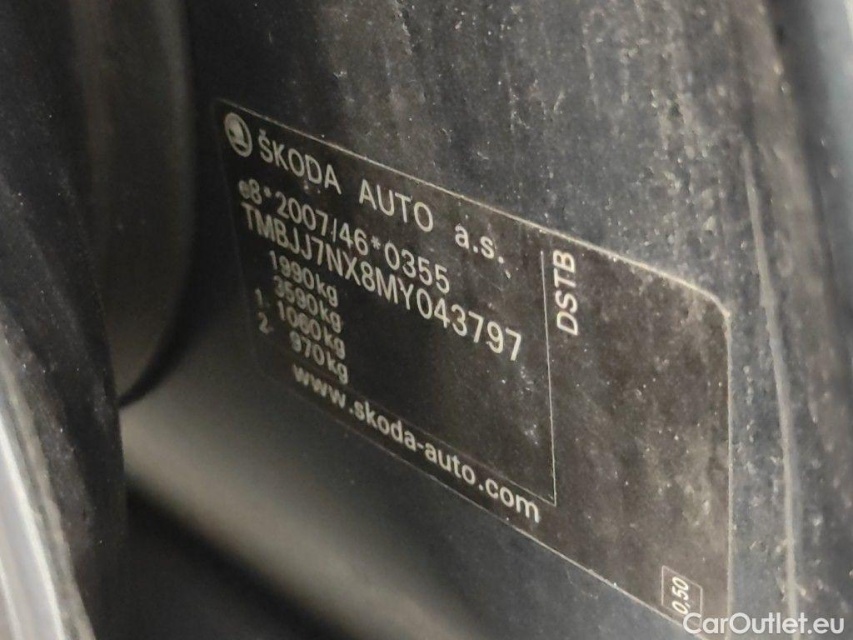 ŠKODA AUTO a.s.
e8*2007/46*0355
TMBJJ7NX8MY043797
1990kg
3590kg
1. 1060kg
2. 970kg
www.skoda-auto.com
DSTB
0,50
CarOutlet.eu